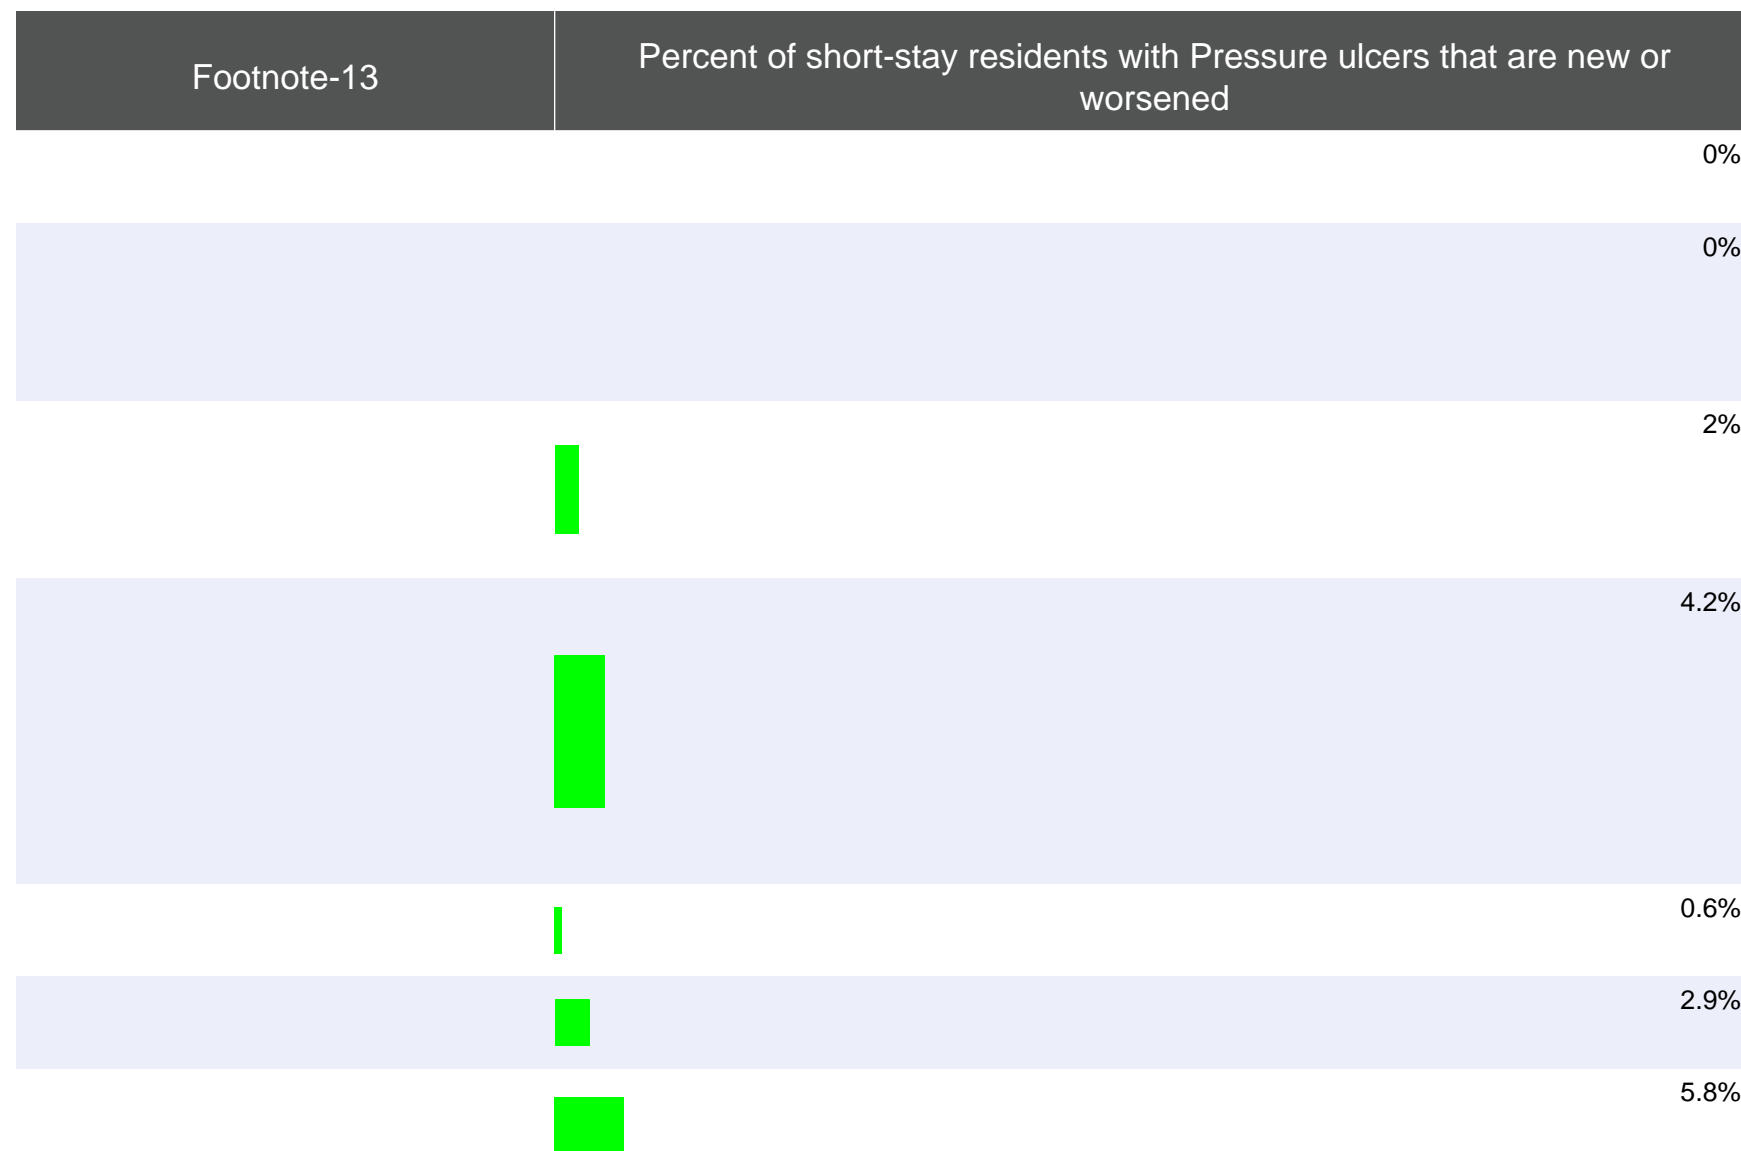 Footnote-13
Percent of short-stay residents with Pressure ulcers that are new or
worsened
0%
0%
2%
4.2%
0.6%
2.9%
5.8%